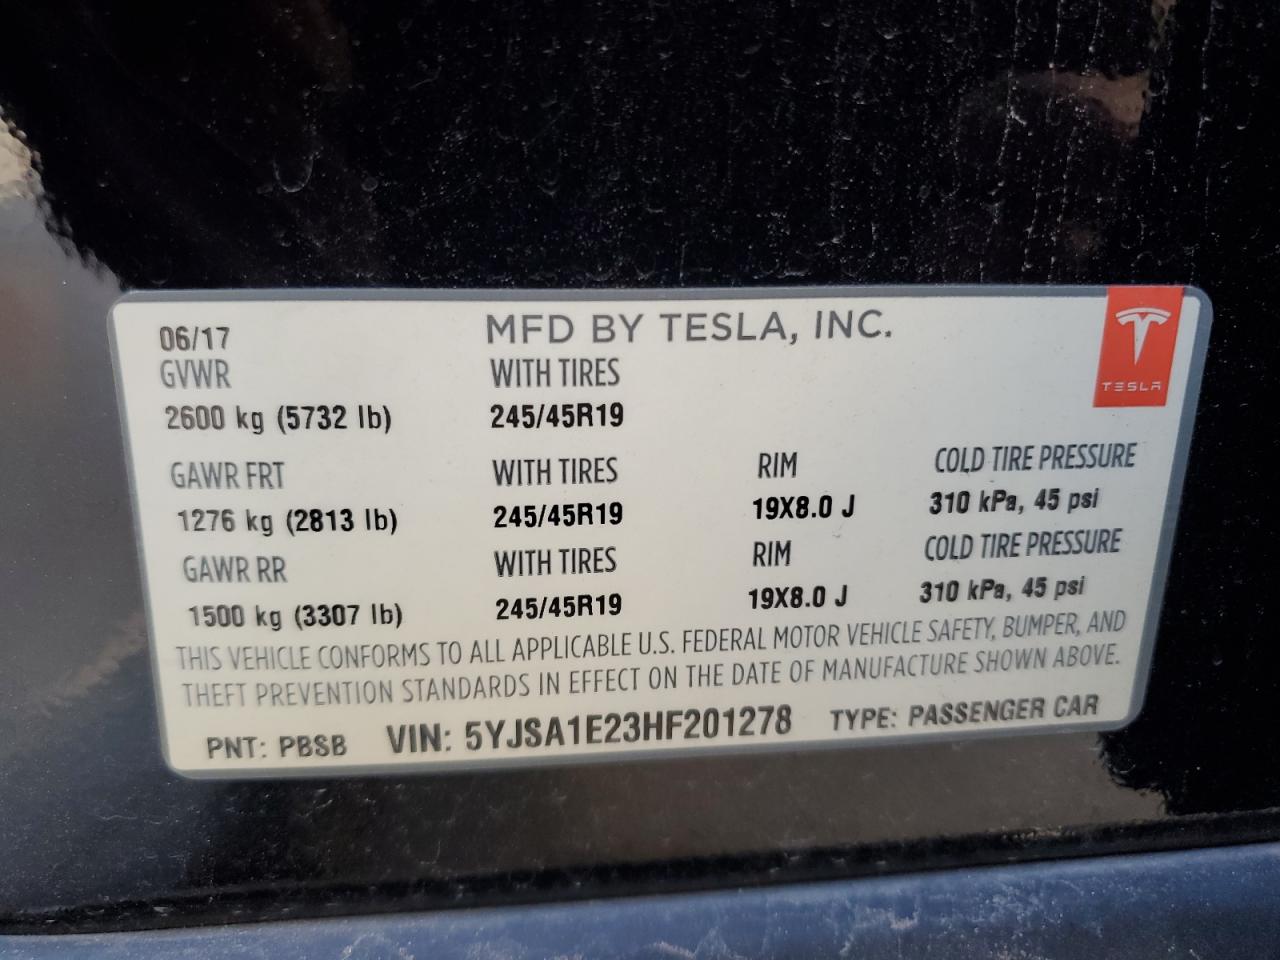 06/17 MFD BY TESLA, INC.
TESLA
GVWR WITH TIRES
2600 kg (5732 lb) 245/45R19
GAWR FRT WITH TIRES RIM COLD TIRE PRESSURE
1276 kg (2813 lb) 245/45R19 19X8.0 J 310 kPa, 45 psi
GAWR RR WITH TIRES RIM COLD TIRE PRESSURE
1500 kg (3307 lb) 245/45R19 19X8.0 J 310 kPa, 45 psi
THIS VEHICLE CONFORMS TO ALL APPLICABLE U.S. FEDERAL MOTOR VEHICLE SAFETY, BUMPER, AND
THEFT PREVENTION STANDARDS IN EFFECT ON THE DATE OF MANUFACTURE SHOWN ABOVE.
PNT: PBSB VIN: 5YJSA1E23HF201278 TYPE: PASSENGER CAR